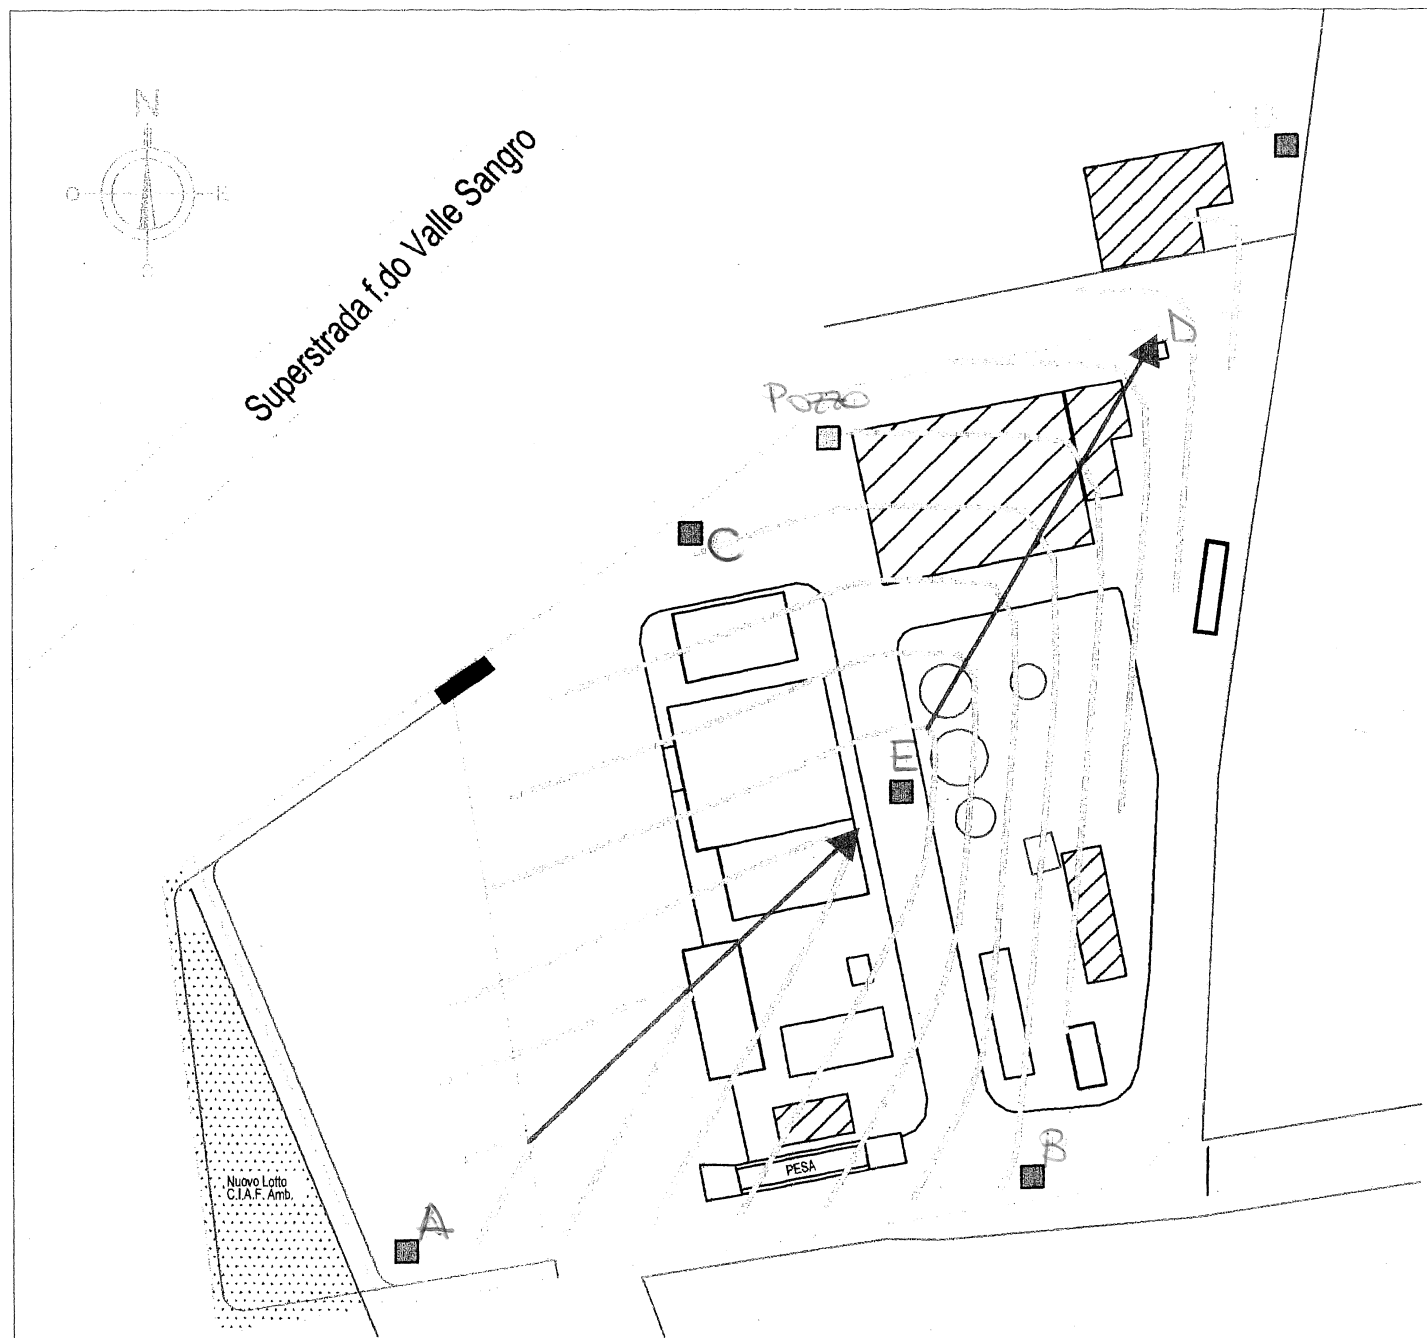 N
O E
Superstrada f.do Valle Sangro
D
Pozzo
C
E
B
PESA
Nuovo Lotto
C.I.A.F. Amb.
A